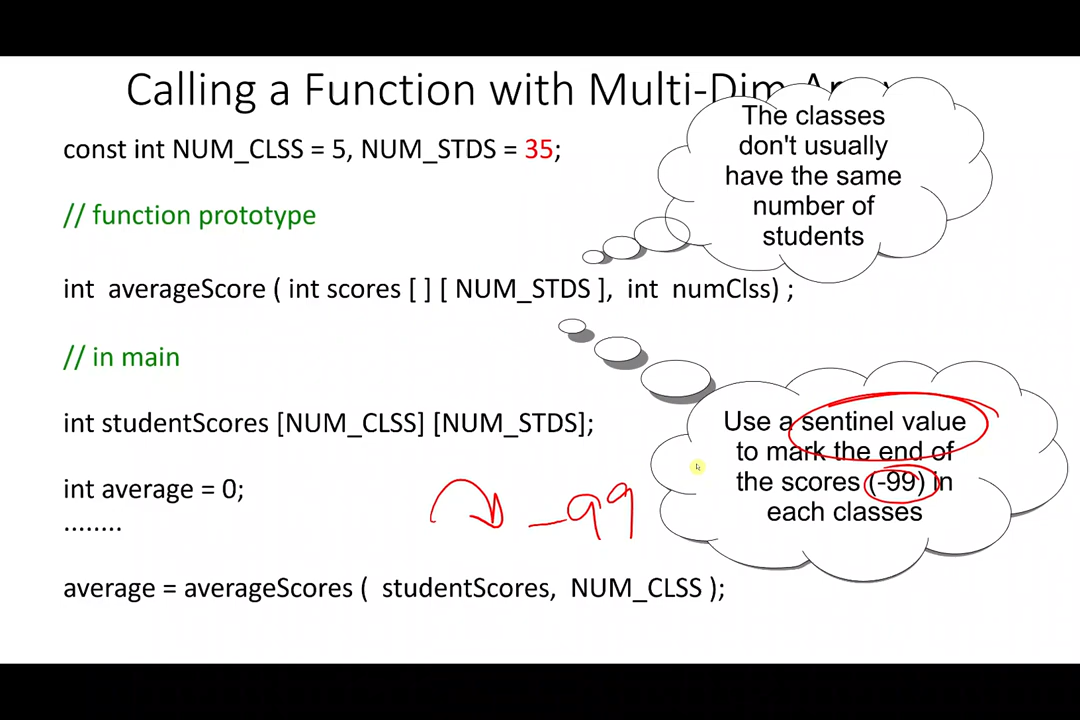 Calling a Function with Multi-Dim
const int NUM_CLSS = 5, NUM_STDS = 35;
The classes
don't usually
have the same
number of
students
// function prototype
int averageScore ( int scores [ ] [ NUM_STDS ], int numClss) ;
// in main
int studentScores [NUM_CLSS] [NUM_STDS];
Use a sentinel value
to mark the end of
the scores (-99) in
each classes
int average = 0;
-99
........
average = averageScores ( studentScores, NUM_CLSS );